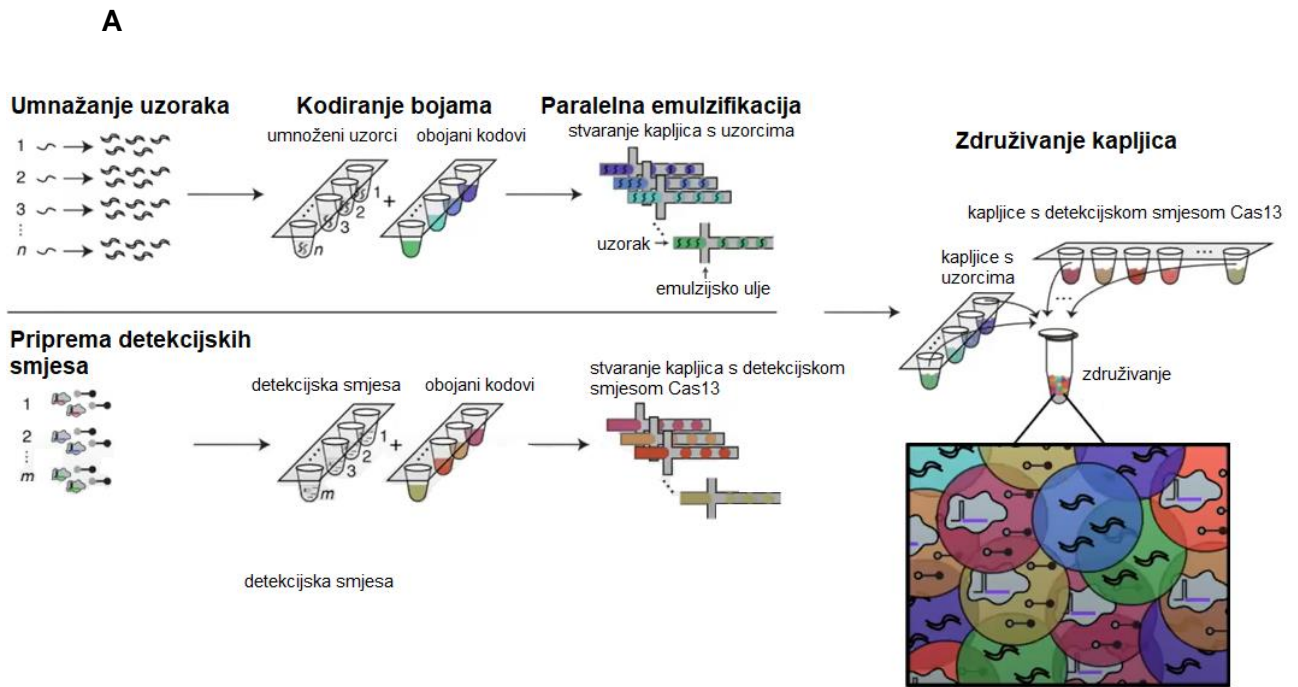 A
Umnažanje uzoraka
1
2
3
⋮
n
Kodiranje bojama
umnoženi uzorci
obojani kodovi
1
2
3
n
+
Paralelna emulzifikacija
stvaranje kapljica s uzorcima
uzorak
emulzijsko ulje
Priprema detekcijskih
smjesa
1
2
⋮
m
detekcijska smjesa
obojani kodovi
1
2
3
m
+
stvaranje kapljica s detekcijskom
smjesom Cas13
detekcijska smjesa
Združivanje kapljica
kapljice s detekcijskom smjesom Cas13
kapljice s
uzorcima
...
...
združivanje